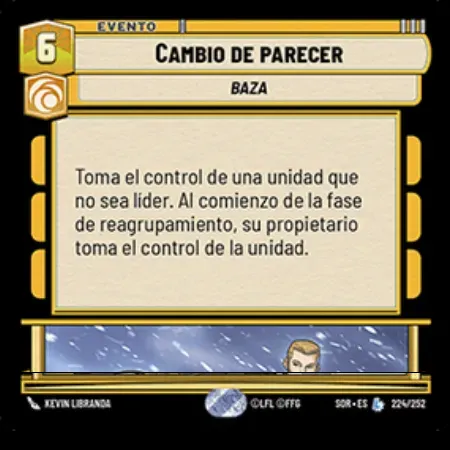 EVENTO
6
CAMBIO DE PARECER
BAZA
Toma el control de una unidad que
no sea líder. Al comienzo de la fase
de reagrupamiento, su propietario
toma el control de la unidad.
KEVIN LIBRANDA
©LFL ©FFG
SOR • ES
224/252